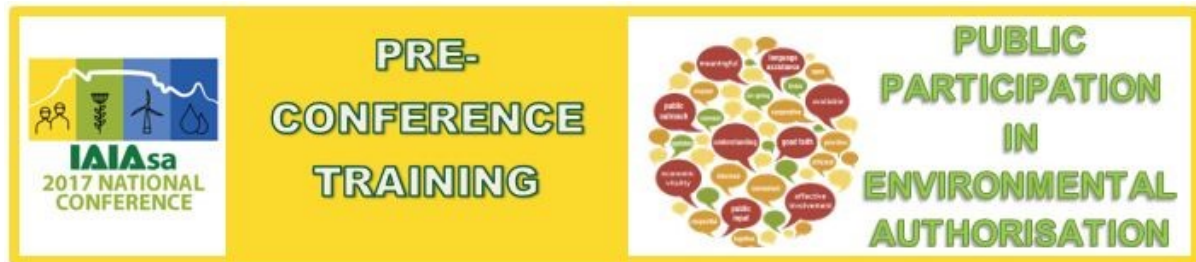 IAIAsa
2017 NATIONAL
CONFERENCE
PRE-
CONFERENCE
TRAINING
meaningful
language
assistance
public
outreach
available
understanding
good faith
economic
vitality
effective
involvement
public
input
PUBLIC
PARTICIPATION
IN
ENVIRONMENTAL
AUTHORISATION